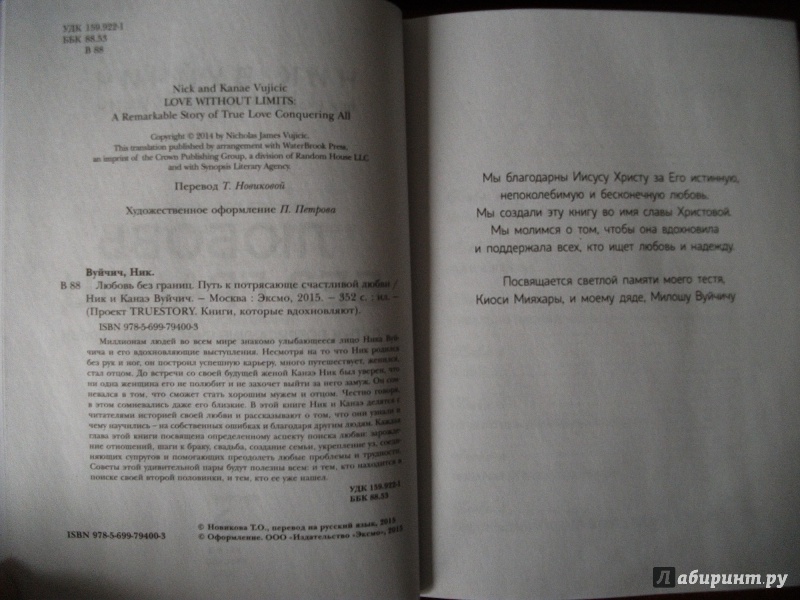 УДК 159.922-1
ББК 88.53
В 88
Nick and Kanae Vujicic
LOVE WITHOUT LIMITS:
A Remarkable Story of True Love Conquering All
Copyright © 2014 by Nicholas James Vujicic.
This translation published by arrangement with WaterBrook Press,
an imprint of the Crown Publishing Group, a division of Random House LLC
and with Synopsis Literary Agency.
Перевод Т. Новиковой
Художественное оформление П. Петрова
Вуйчич, Ник.
В 88 Любовь без границ. Путь к потрясающе счастливой любви /
Ник и Канаэ Вуйчич. – Москва : Эксмо, 2015. – 352 с. : ил. –
(Проект TRUESTORY. Книги, которые вдохновляют).
ISBN 978-5-699-79400-3
Миллионам людей во всем мире знакомо улыбающееся лицо Ника Вуй-
чича и его вдохновляющие выступления. Несмотря на то что Ник родился
без рук и ног, он построил успешную карьеру, много путешествует, женился,
стал отцом. До встречи со своей будущей женой Канаэ Ник был уверен, что
ни одна женщина его не полюбит и не захочет выйти за него замуж. Он сом-
невался в том, что сможет стать хорошим мужем и отцом. Честно говоря,
в этом сомневались даже его близкие. В этой книге Ник и Канаэ делятся с
читателями историей своей любви и рассказывают о том, что они узнали и
чему научились – на собственных ошибках и благодаря другим людям. Каждая
глава этой книги посвящена определенному аспекту поиска любви: зарожде-
ние отношений, шаги к браку, свадьба, создание семьи, укрепление уз, соеди-
няющих супругов и помогающих преодолеть любые проблемы и трудности.
Советы этой удивительной пары будут полезны всем: и тем, кто находится в
поиске своей второй половинки, и тем, кто ее уже нашел.
УДК 159.922-1
ББК 88.53
© Новикова Т.О., перевод на русский язык, 2015
ISBN 978-5-699-79400-3 © Оформление. ООО «Издательство «Эксмо», 2015
Мы благодарны Иисусу Христу за Его истинную,
непоколебимую и бесконечную любовь.
Мы создали эту книгу во имя славы Христовой.
Мы молимся о том, чтобы она вдохновила
и поддержала всех, кто ищет любовь и надежду.
Посвящается светлой памяти моего тестя,
Киоси Мияхары, и моему дяде, Милошу Вуйчичу
Лабиринт.ру